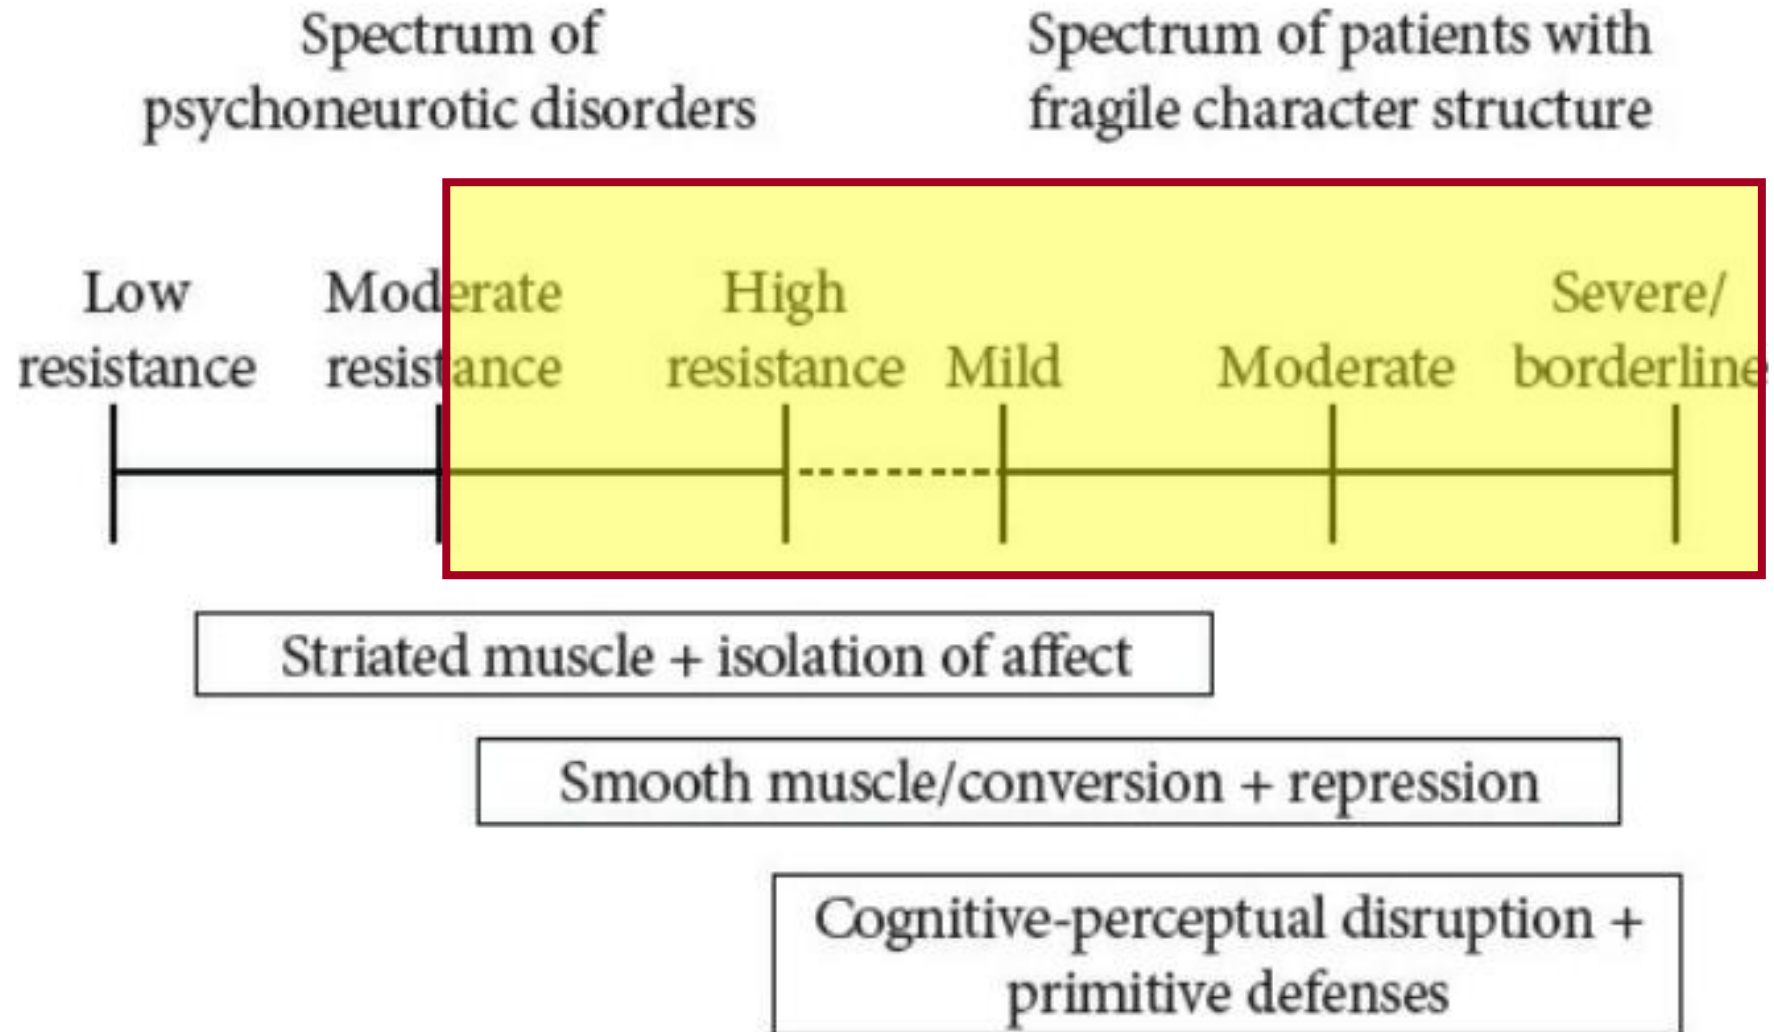 Spectrum of
psychoneurotic disorders
Spectrum of patients with
fragile character structure
Low
resistance
Moderate
resistance
High
resistance
Mild
Moderate
Severe/
borderline
Striated muscle + isolation of affect
Smooth muscle/conversion + repression
Cognitive-perceptual disruption +
primitive defenses